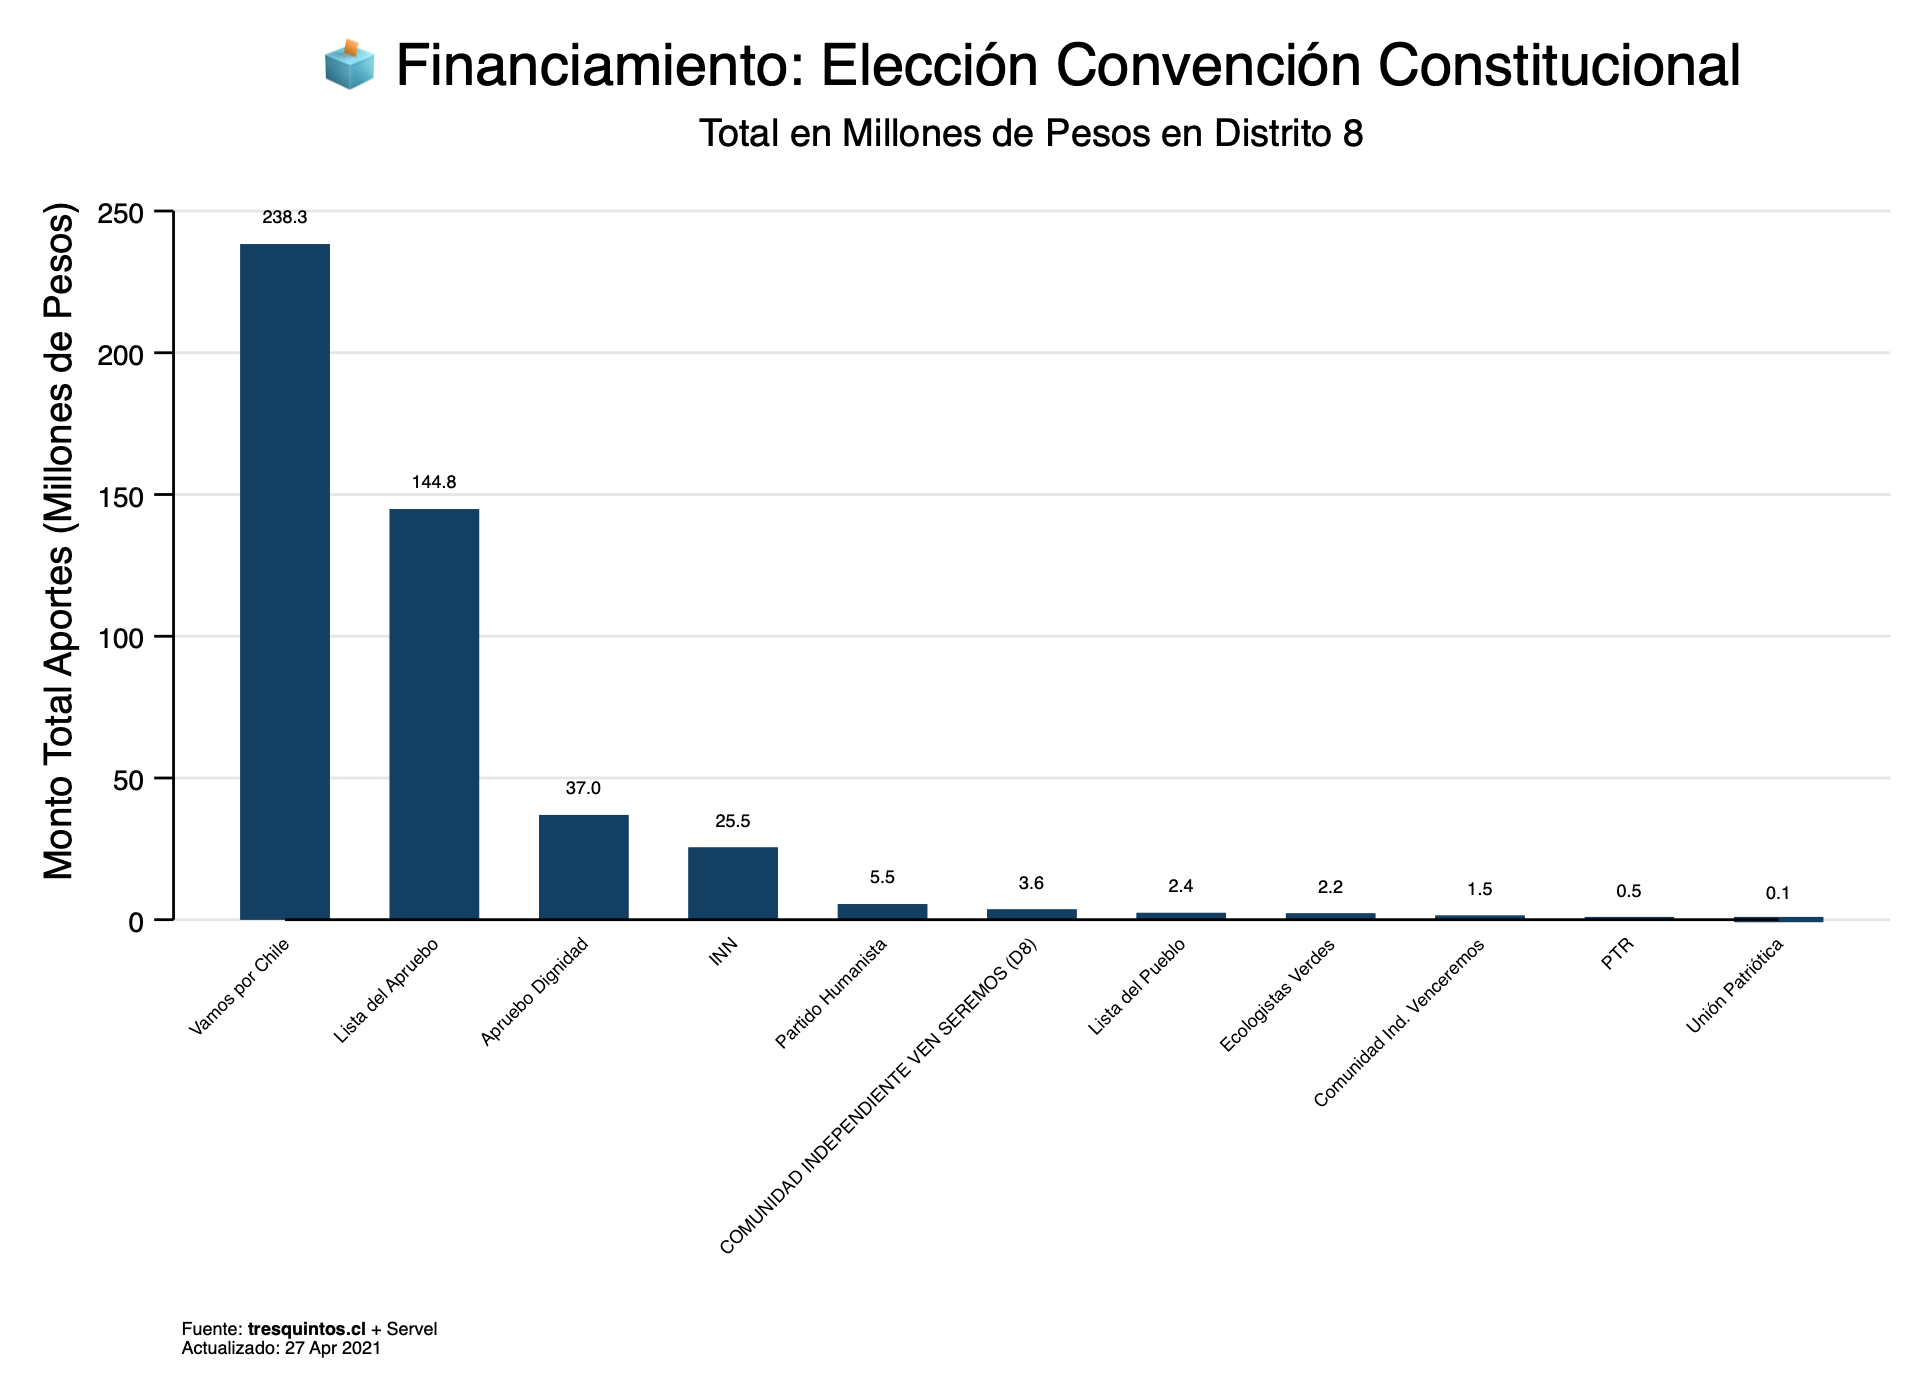 Financiamiento: Elección Convención Constitucional
Total en Millones de Pesos en Distrito 8
Monto Total Aportes (Millones de Pesos)
250
200
150
100
50
0
238.3
144.8
37.0
25.5
5.5
3.6
2.4
2.2
1.5
0.5
0.1
Vamos por Chile
Lista del Apruebo
Apruebo Dignidad
INN
Partido Humanista
COMUNIDAD INDEPENDIENTE VEN SEREMOS (D8)
Lista del Pueblo
Ecologistas Verdes
Comunidad Ind. Venceremos
PTR
Unión Patriótica
Fuente: tresquintos.cl + Servel
Actualizado: 27 Apr 2021